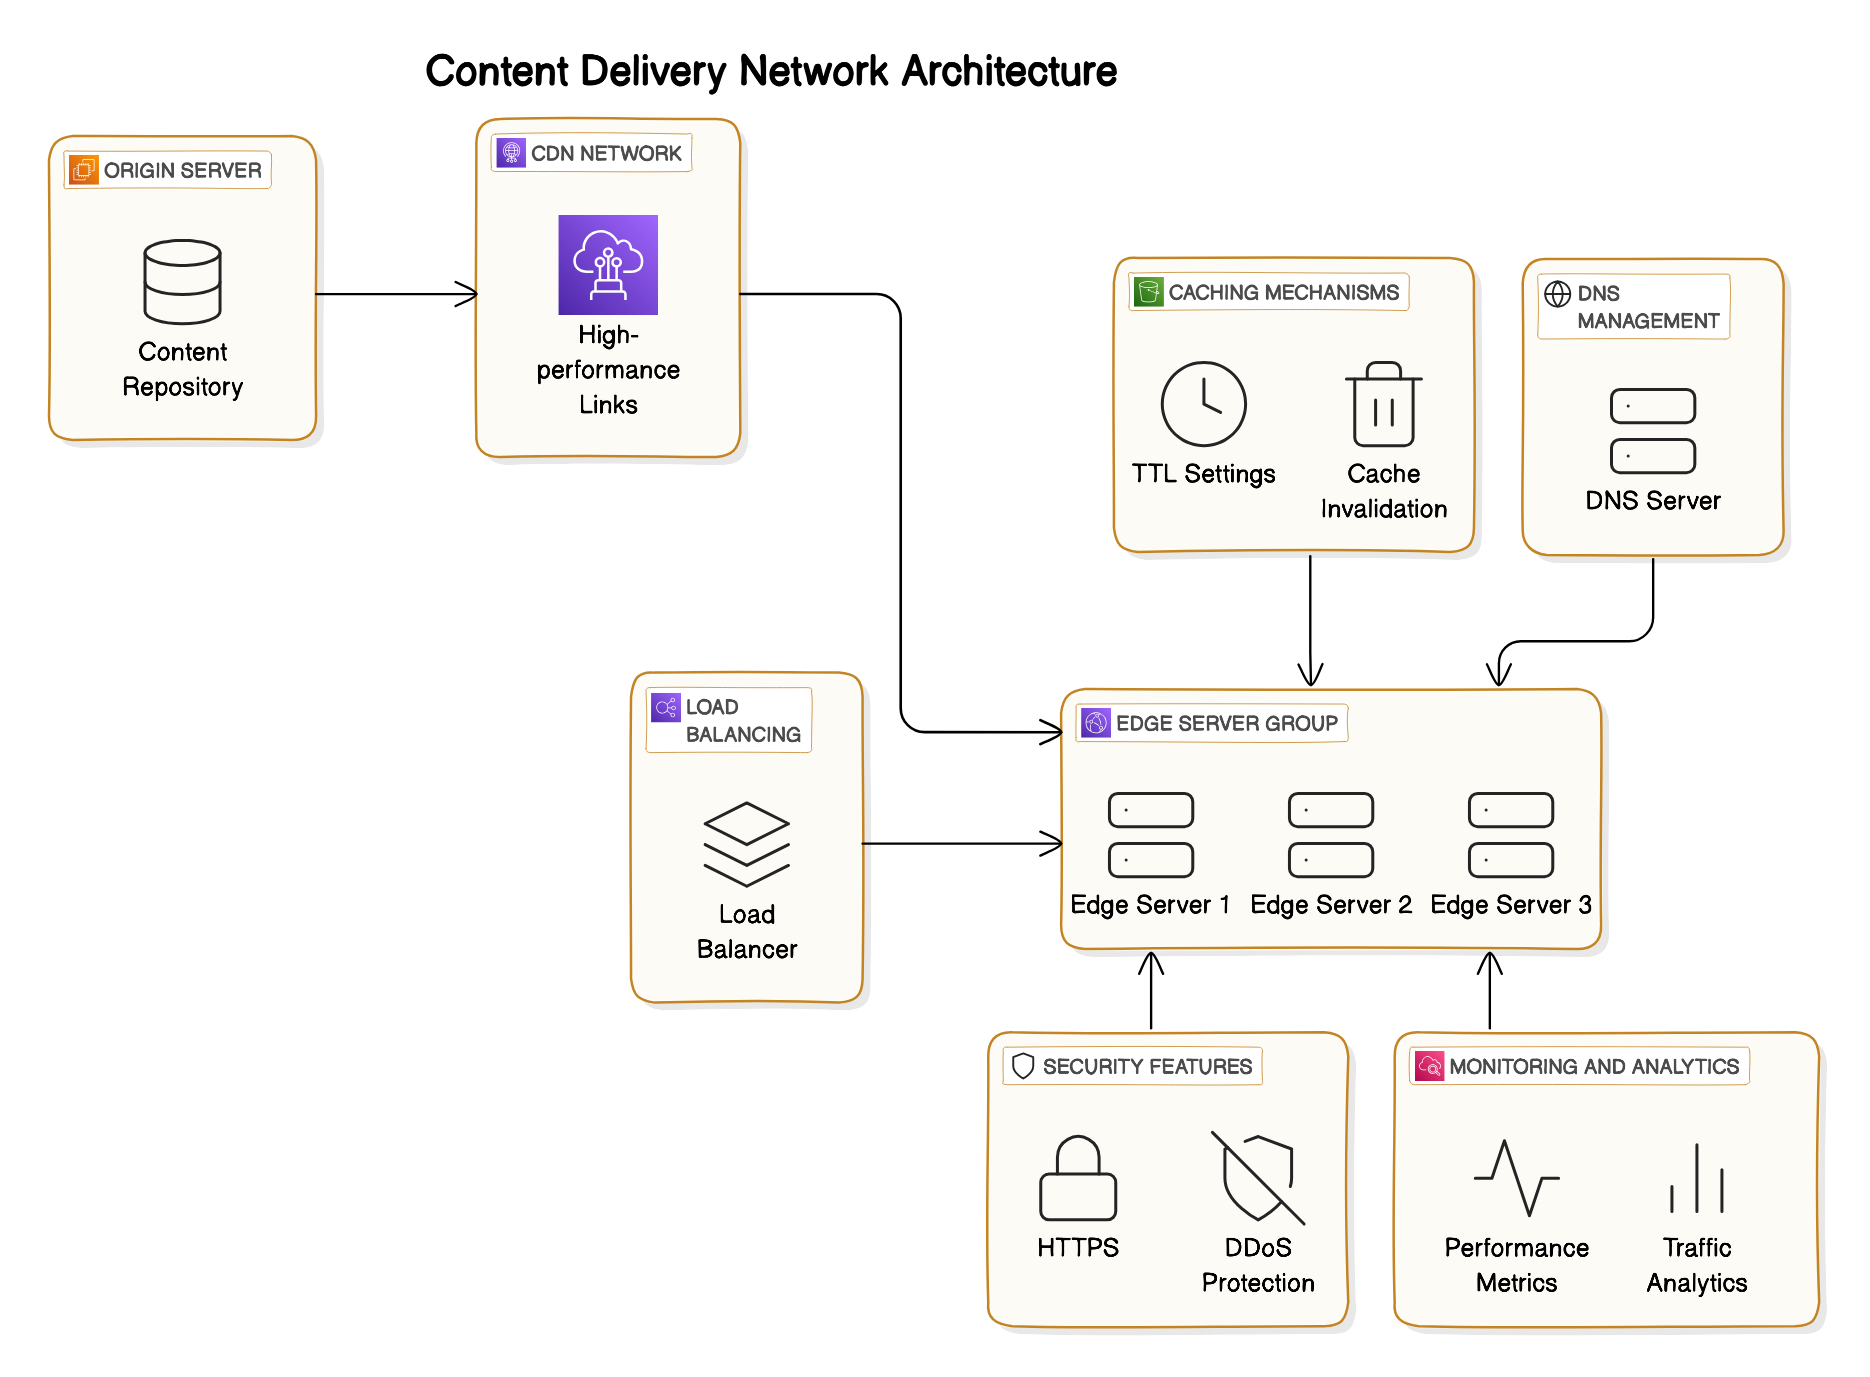 Content Delivery Network Architecture
ORIGIN SERVER
Content
Repository
CDN NETWORK
High-
performance
Links
CACHING MECHANISMS
TTL Settings
Cache
Invalidation
DNS
MANAGEMENT
DNS Server
LOAD
BALANCING
Load
Balancer
EDGE SERVER GROUP
Edge Server 1
Edge Server 2
Edge Server 3
SECURITY FEATURES
HTTPS
DDoS
Protection
MONITORING AND ANALYTICS
Performance
Metrics
Traffic
Analytics